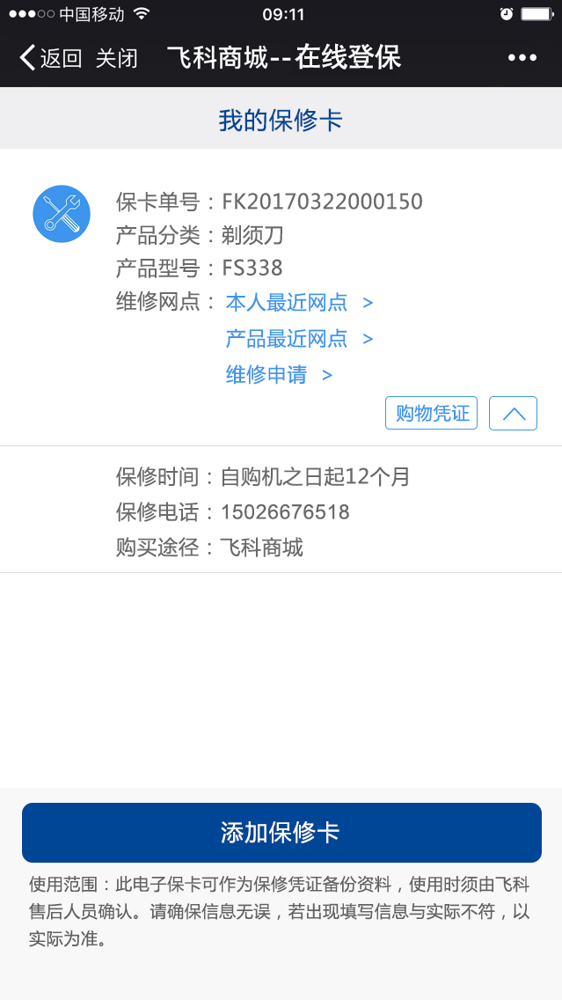 中国移动 09:11
返回 关闭 飞科商城--在线登保
我的保修卡
保卡单号：FK20170322000150
产品分类：剃须刀
产品型号：FS338
维修网点：本人最近网点 >
产品最近网点 >
维修申请 >
购物凭证
保修时间：自购机之日起12个月
保修电话：15026676518
购买途径：飞科商城
添加保修卡
使用范围：此电子保卡可作为保修凭证备份资料，使用时须由飞科
售后人员确认。请确保信息无误，若出现填写信息与实际不符，以
实际为准。